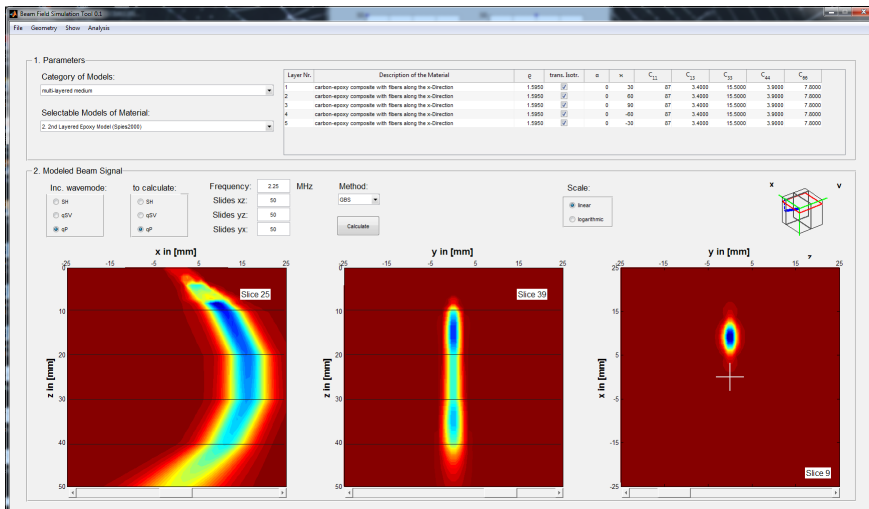 Beam Field Simulation Tool 0.1
File Geometry Show Analysis
1. Parameters
Category of Models:
multi-layered medium
Selectable Models of Material:
2. 2nd Layered Epoxy Model (Spies2000)
Layer Nr. Description of the Material ϱ trans. Isotr. α ϰ C11 C13 C33 C44 C66
1 carbon-epoxy composite with fibers along the x-Direction 1.5950 0 30 87 3.4000 15.5000 3.9000 7.8000
2 carbon-epoxy composite with fibers along the x-Direction 1.5950 0 60 87 3.4000 15.5000 3.9000 7.8000
3 carbon-epoxy composite with fibers along the x-Direction 1.5950 0 90 87 3.4000 15.5000 3.9000 7.8000
4 carbon-epoxy composite with fibers along the x-Direction 1.5950 0 -60 87 3.4000 15.5000 3.9000 7.8000
5 carbon-epoxy composite with fibers along the x-Direction 1.5950 0 -30 87 3.4000 15.5000 3.9000 7.8000
2. Modeled Beam Signal
Inc. wavemode:
SH
qSV
qP
to calculate:
SH
qSV
qP
Frequency: 2.25 MHz
Slides xz: 50
Slides yz: 50
Slides yx: 50
Method:
GBS
Calculate
Scale:
linear
logarithmic
x y
z
x in [mm]
-25 -15 -5 5 15 25
Slice 25
z in [mm]
0
10
20
30
40
50
y in [mm]
-25 -15 -5 5 15 25
Slice 39
z in [mm]
0
10
20
30
40
50
y in [mm]
-25 -15 -5 5 15 25
x in [mm]
25
15
5
-5
-15
-25
Slice 9